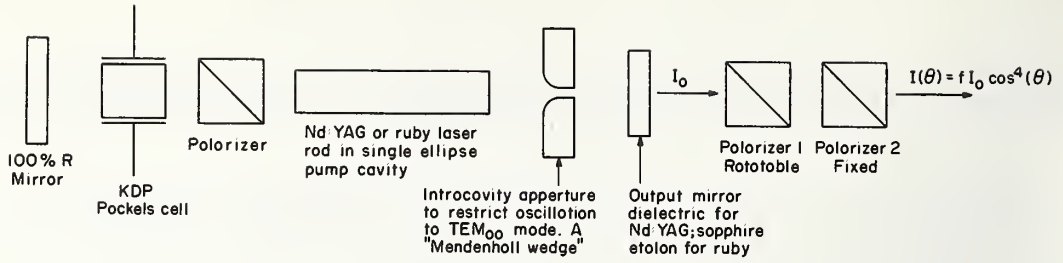 100% R
Mirror
KDP
Pockels cell
Polorizer
Nd:YAG or ruby laser
rod in single ellipse
pump cavity
Introcovity apperture
to restrict oscillotion
to TEM₀₀ mode. A
"Mendenholl wedge"
Output mirror
dielectric for
Nd:YAG;sopphire
etolon for ruby
I₀
Polorizer 1
Rototoble
Polorizer 2
Fixed
I(θ) = f I₀ cos⁴(θ)